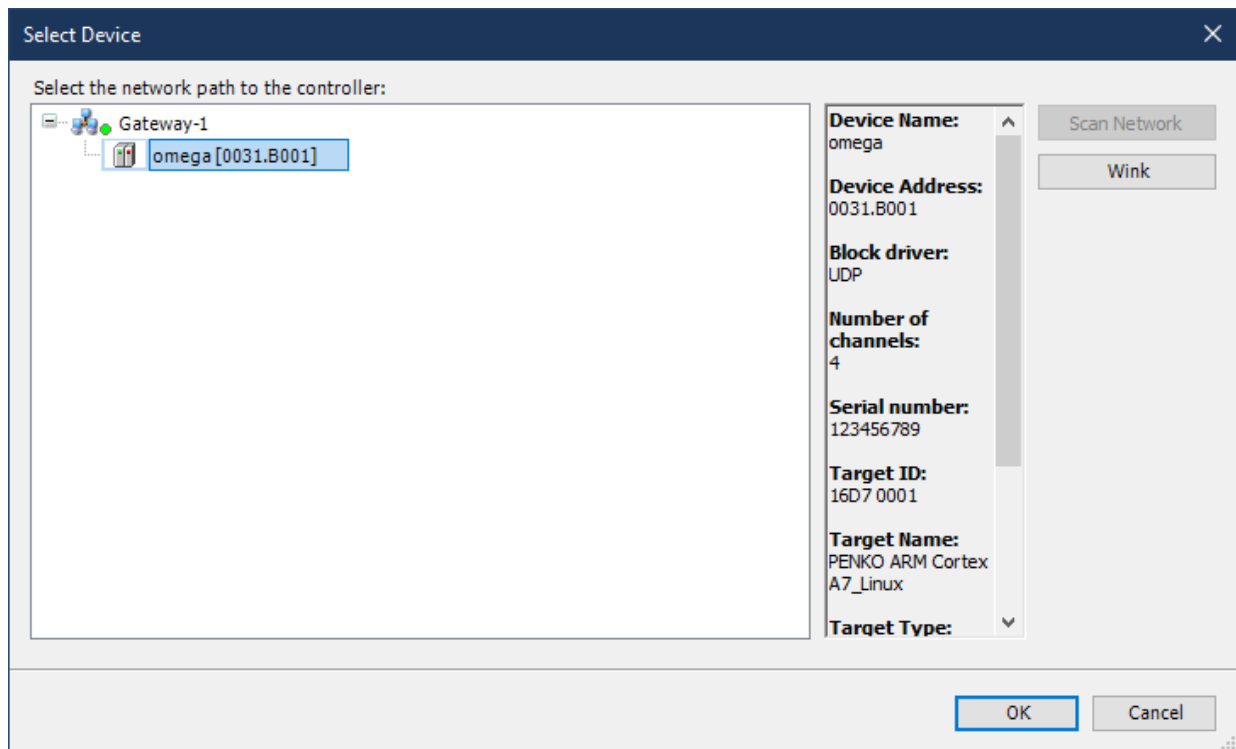 Select Device
Select the network path to the controller:
Gateway-1
omega [0031.B001]
Device Name:
omega
Device Address:
0031.B001
Block driver:
UDP
Number of
channels:
4
Serial number:
123456789
Target ID:
16D7 0001
Target Name:
PENKO ARM Cortex
A7_Linux
Target Type:
Scan Network
Wink
OK
Cancel